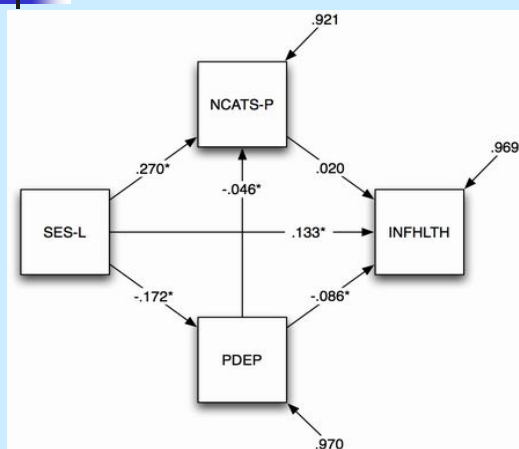 .921
NCATS-P
.969
.270*
-.046*
.020
SES-L
.133*
INFHLTH
-.172*
-.086*
PDEP
.970